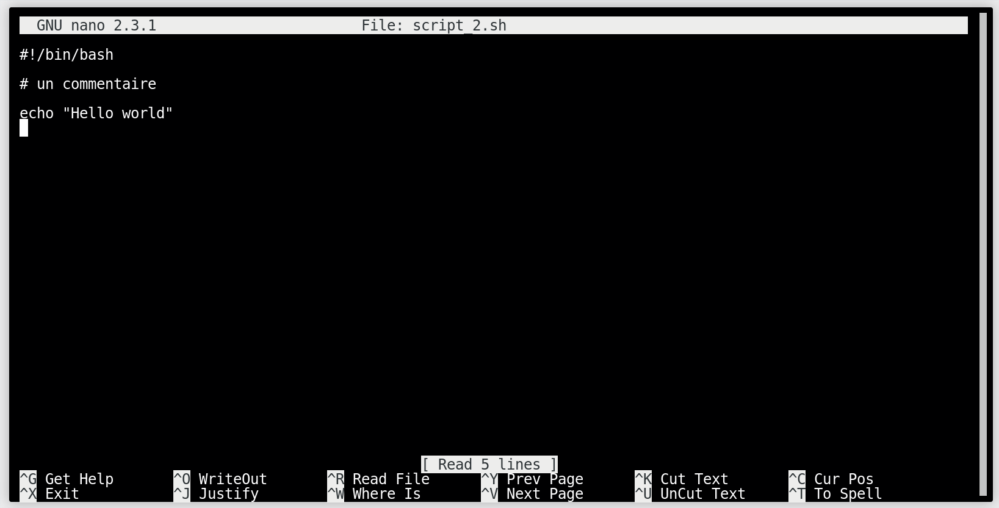 GNU nano 2.3.1 File: script_2.sh
#!/bin/bash
# un commentaire
echo "Hello world"
[ Read 5 lines ]
^G Get Help ^O WriteOut ^R Read File ^Y Prev Page ^K Cut Text ^C Cur Pos
^X Exit ^J Justify ^W Where Is ^V Next Page ^U UnCut Text ^T To Spell